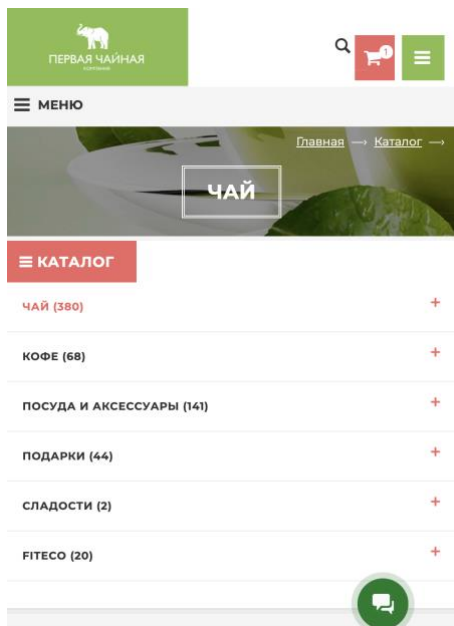 ПЕРВАЯ ЧАЙНАЯ
КОМПАНИЯ
1
МЕНЮ
Главная → Каталог →
ЧАЙ
КАТАЛОГ
ЧАЙ (380) +
КОФЕ (68) +
ПОСУДА И АКСЕССУАРЫ (141) +
ПОДАРКИ (44) +
СЛАДОСТИ (2) +
FITECO (20) +